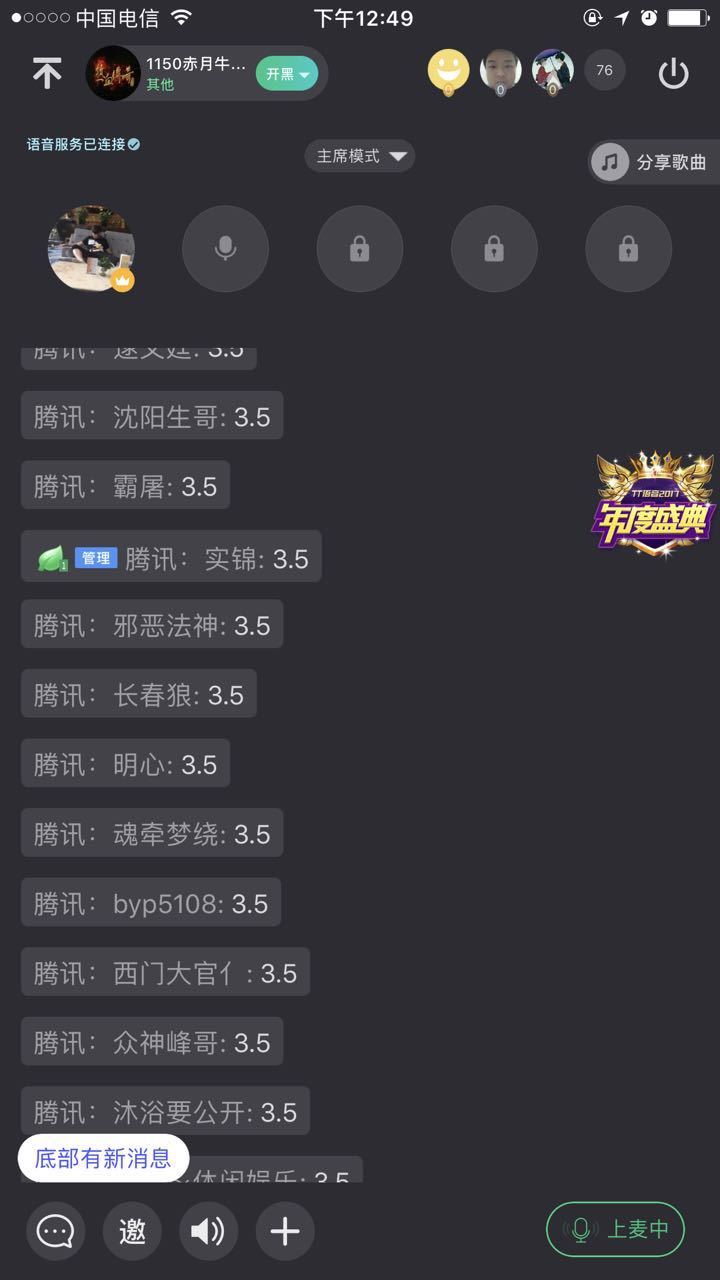 中国电信
下午12:49
1150赤月牛...
其他
开黑
0
0
0
76
语音服务已连接
主席模式
分享歌曲
3.5
腾讯：沈阳生哥: 3.5
腾讯：霸屠: 3.5
TT语音2017
年度盛典
1 管理 腾讯：实锦: 3.5
腾讯：邪恶法神: 3.5
腾讯：长春狼: 3.5
腾讯：明心: 3.5
腾讯：魂牵梦绕: 3.5
腾讯：byp5108: 3.5
腾讯：西门大官亻: 3.5
腾讯：众神峰哥: 3.5
腾讯：沐浴要公开: 3.5
休闲娱乐: 3.5
底部有新消息
邀
上麦中